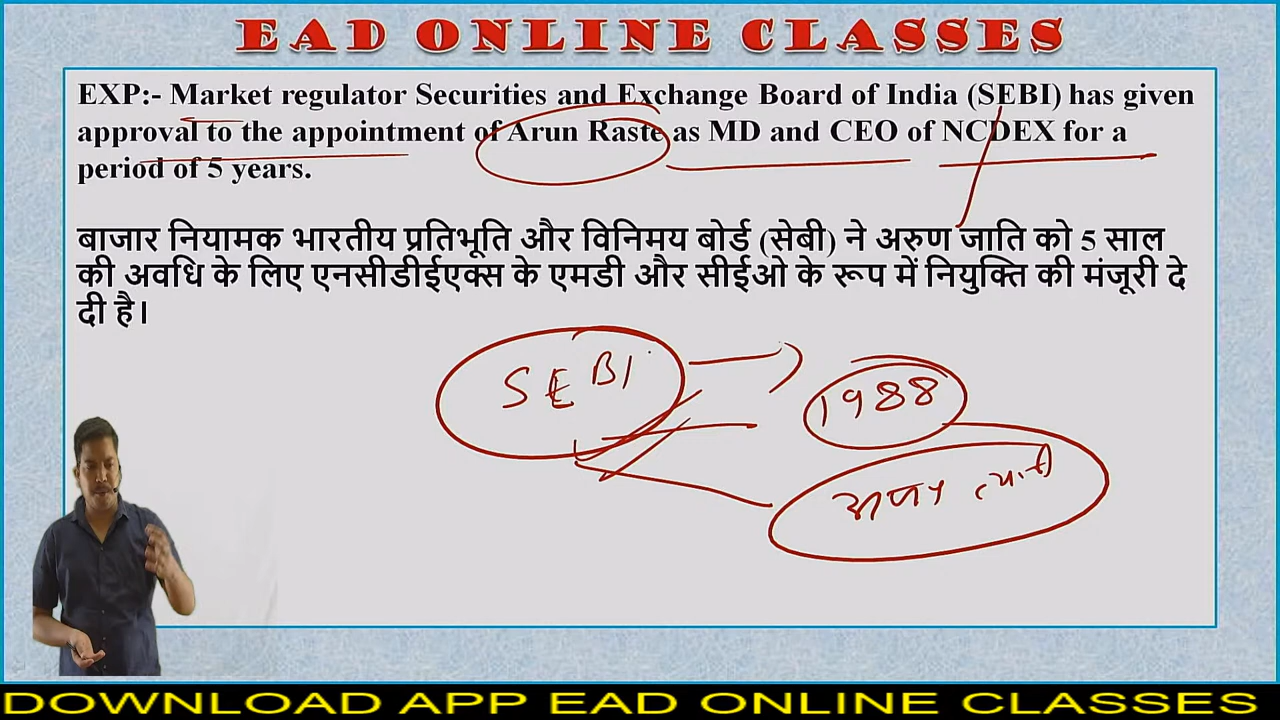 EAD ONLINE CLASSES
EXP:- Market regulator Securities and Exchange Board of India (SEBI) has given
approval to the appointment of Arun Raste as MD and CEO of NCDEX for a
period of 5 years.
बाजार नियामक भारतीय प्रतिभूति और विनिमय बोर्ड (सेबी) ने अरुण जाति को 5 साल
की अवधि के लिए एनसीडीईएक्स के एमडी और सीईओ के रूप में नियुक्ति की मंजूरी दे
दी है।
SEBI
1988
DOWNLOAD APP EAD ONLINE CLASSES